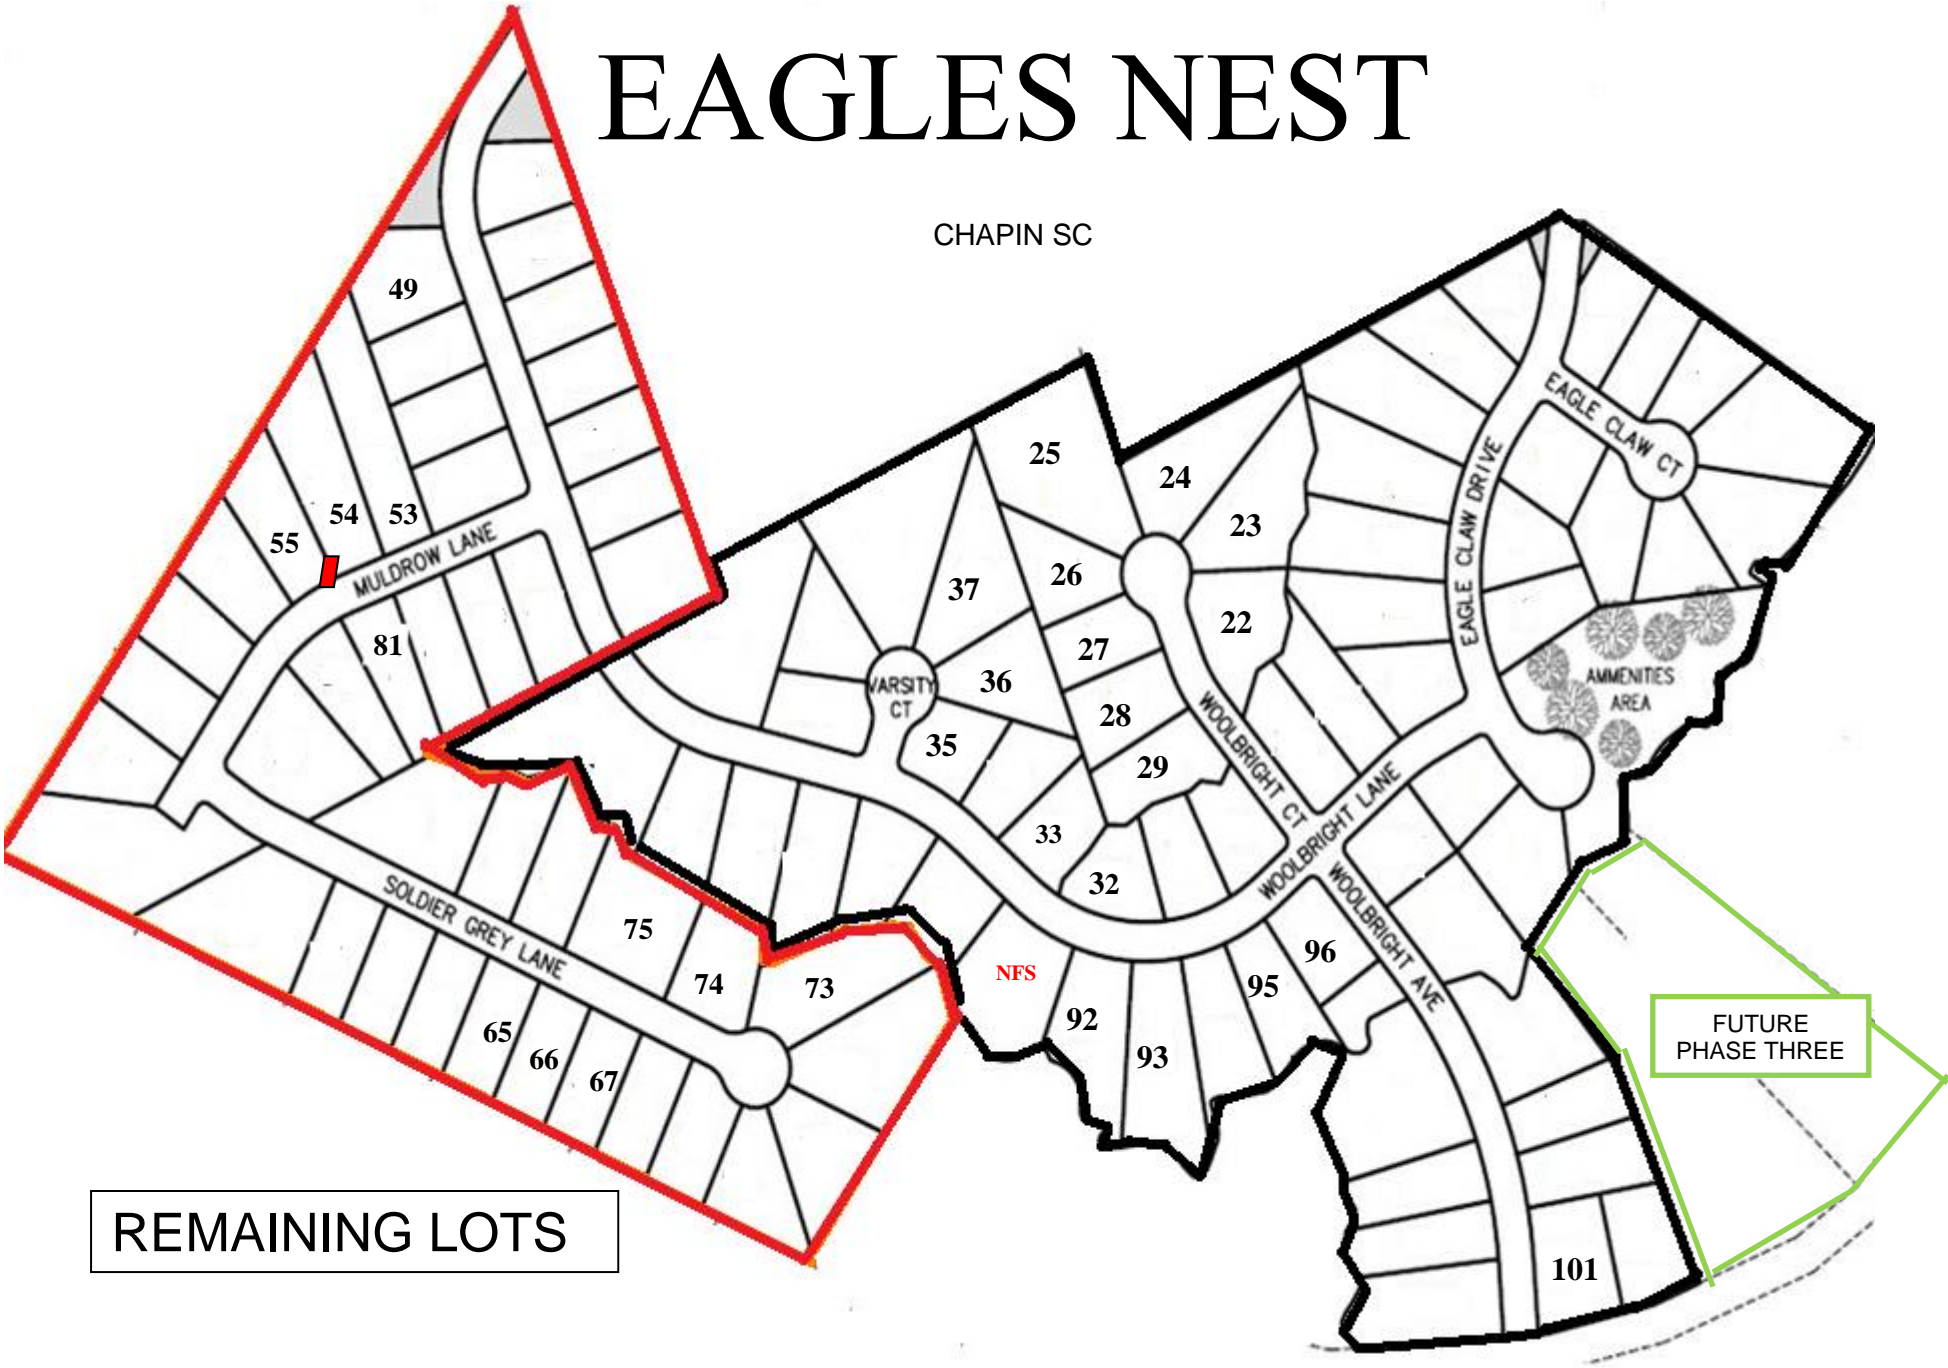 EAGLES NEST
CHAPIN SC
49
25
24
23
54
53
55
MULDROW LANE
EAGLE CLAW CT
EAGLE CLAW DRIVE
37
26
22
81
27
36
VARSITY
CT
28
35
29
WOOLBRIGHT CT
AMMENITIES
AREA
33
32
WOOLBRIGHT LANE
WOOLBRIGHT AVE
SOLDIER GREY LANE
75
74
73
NFS
96
95
92
93
65
66
67
FUTURE
PHASE THREE
REMAINING LOTS
101